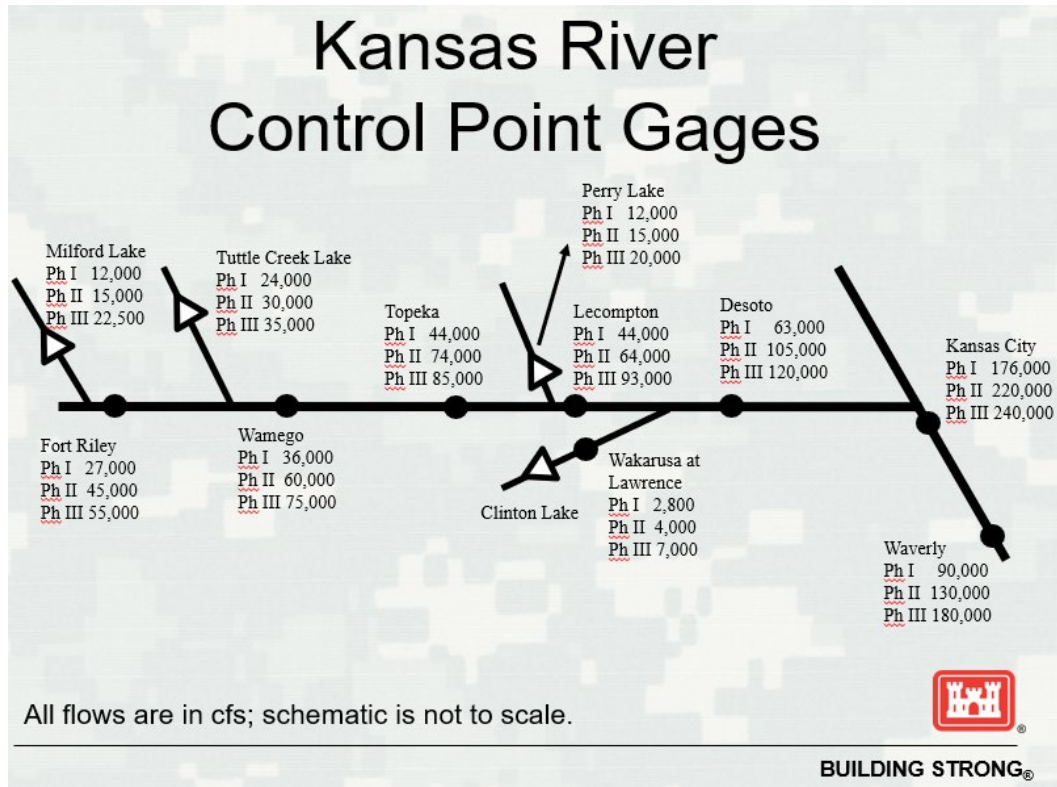 Kansas River
Control Point Gages
Perry Lake
Ph I 12,000
Ph II 15,000
Ph III 20,000
Milford Lake
Ph I 12,000
Ph II 15,000
Ph III 22,500
Tuttle Creek Lake
Ph I 24,000
Ph II 30,000
Ph III 35,000
Topeka
Ph I 44,000
Ph II 74,000
Ph III 85,000
Lecompton
Ph I 44,000
Ph II 64,000
Ph III 93,000
Desoto
Ph I 63,000
Ph II 105,000
Ph III 120,000
Kansas City
Ph I 176,000
Ph II 220,000
Ph III 240,000
Fort Riley
Ph I 27,000
Ph II 45,000
Ph III 55,000
Wamego
Ph I 36,000
Ph II 60,000
Ph III 75,000
Clinton Lake
Wakarusa at
Lawrence
Ph I 2,800
Ph II 4,000
Ph III 7,000
Waverly
Ph I 90,000
Ph II 130,000
Ph III 180,000
All flows are in cfs; schematic is not to scale.
®
BUILDING STRONG®